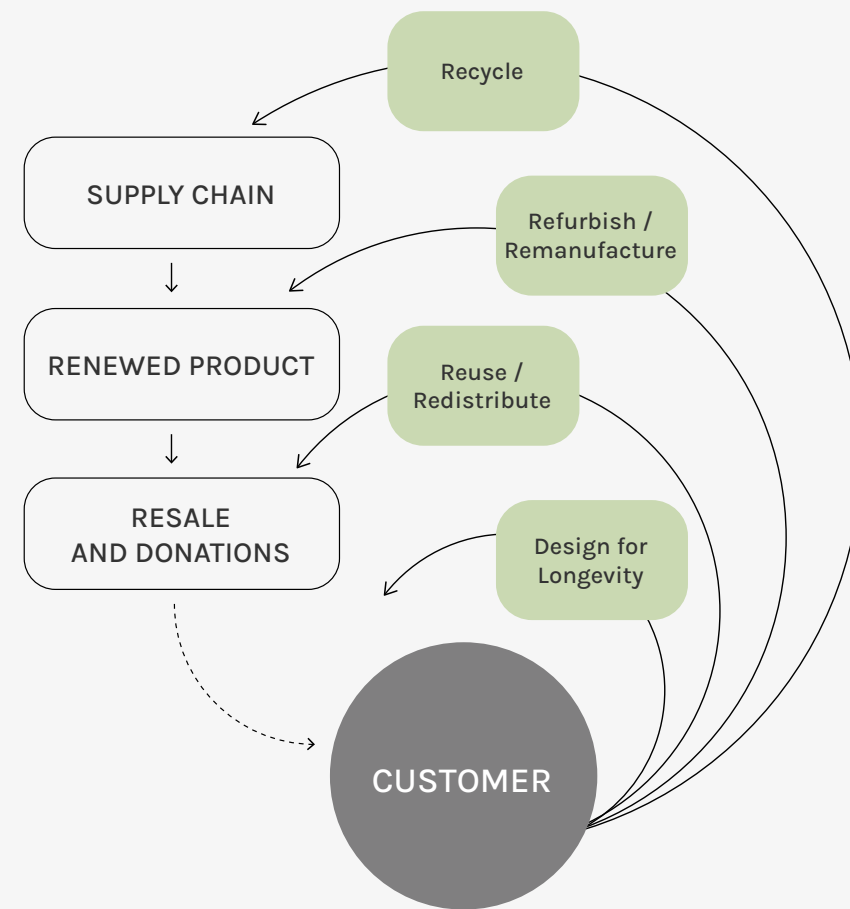 Recycle
SUPPLY CHAIN
Refurbish /
Remanufacture
RENEWED PRODUCT
Reuse /
Redistribute
RESALE
AND DONATIONS
Design for
Longevity
CUSTOMER